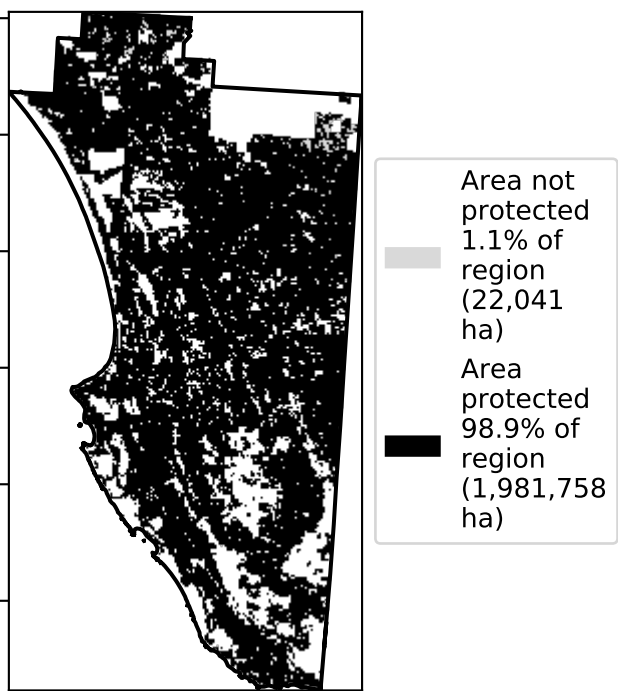 Area not
protected
1.1% of
region
(22,041
ha)
Area
protected
98.9% of
region
(1,981,758
ha)